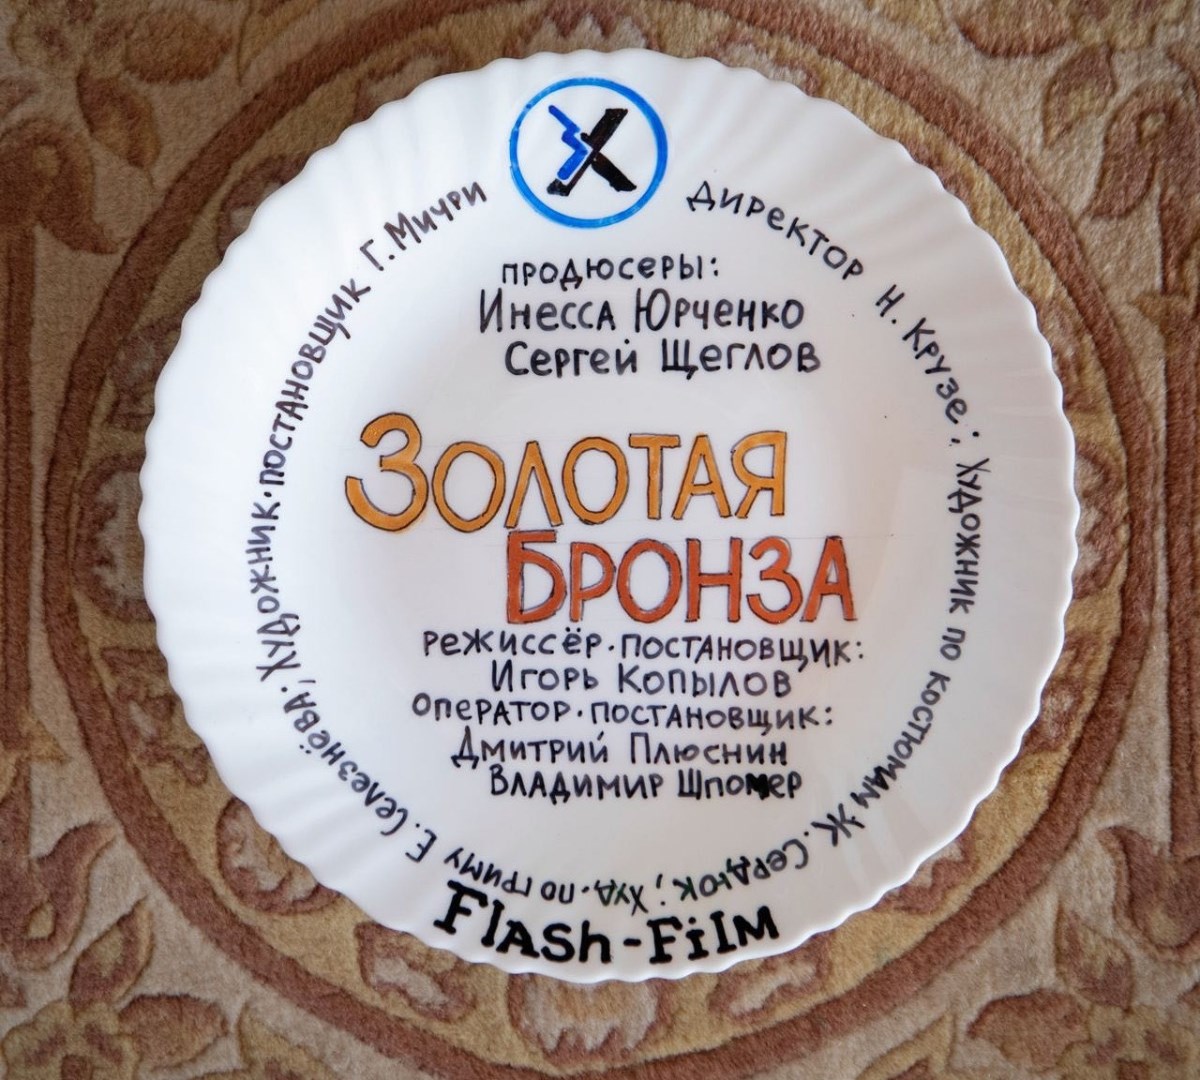 продюсеры:
Инесса Юрченко
Сергей Щеглов
Золотая
Бронза
режиссёр-постановщик:
Игорь Копылов
оператор-постановщик:
Дмитрий Плюснин
Владимир Шпомер
директор Н. Крузе; Художник по костюмам Ж. Сердюк; Худ. по гриму Е. Селезнёва; Художник-постановщик Г. Мичри
Flash-Film